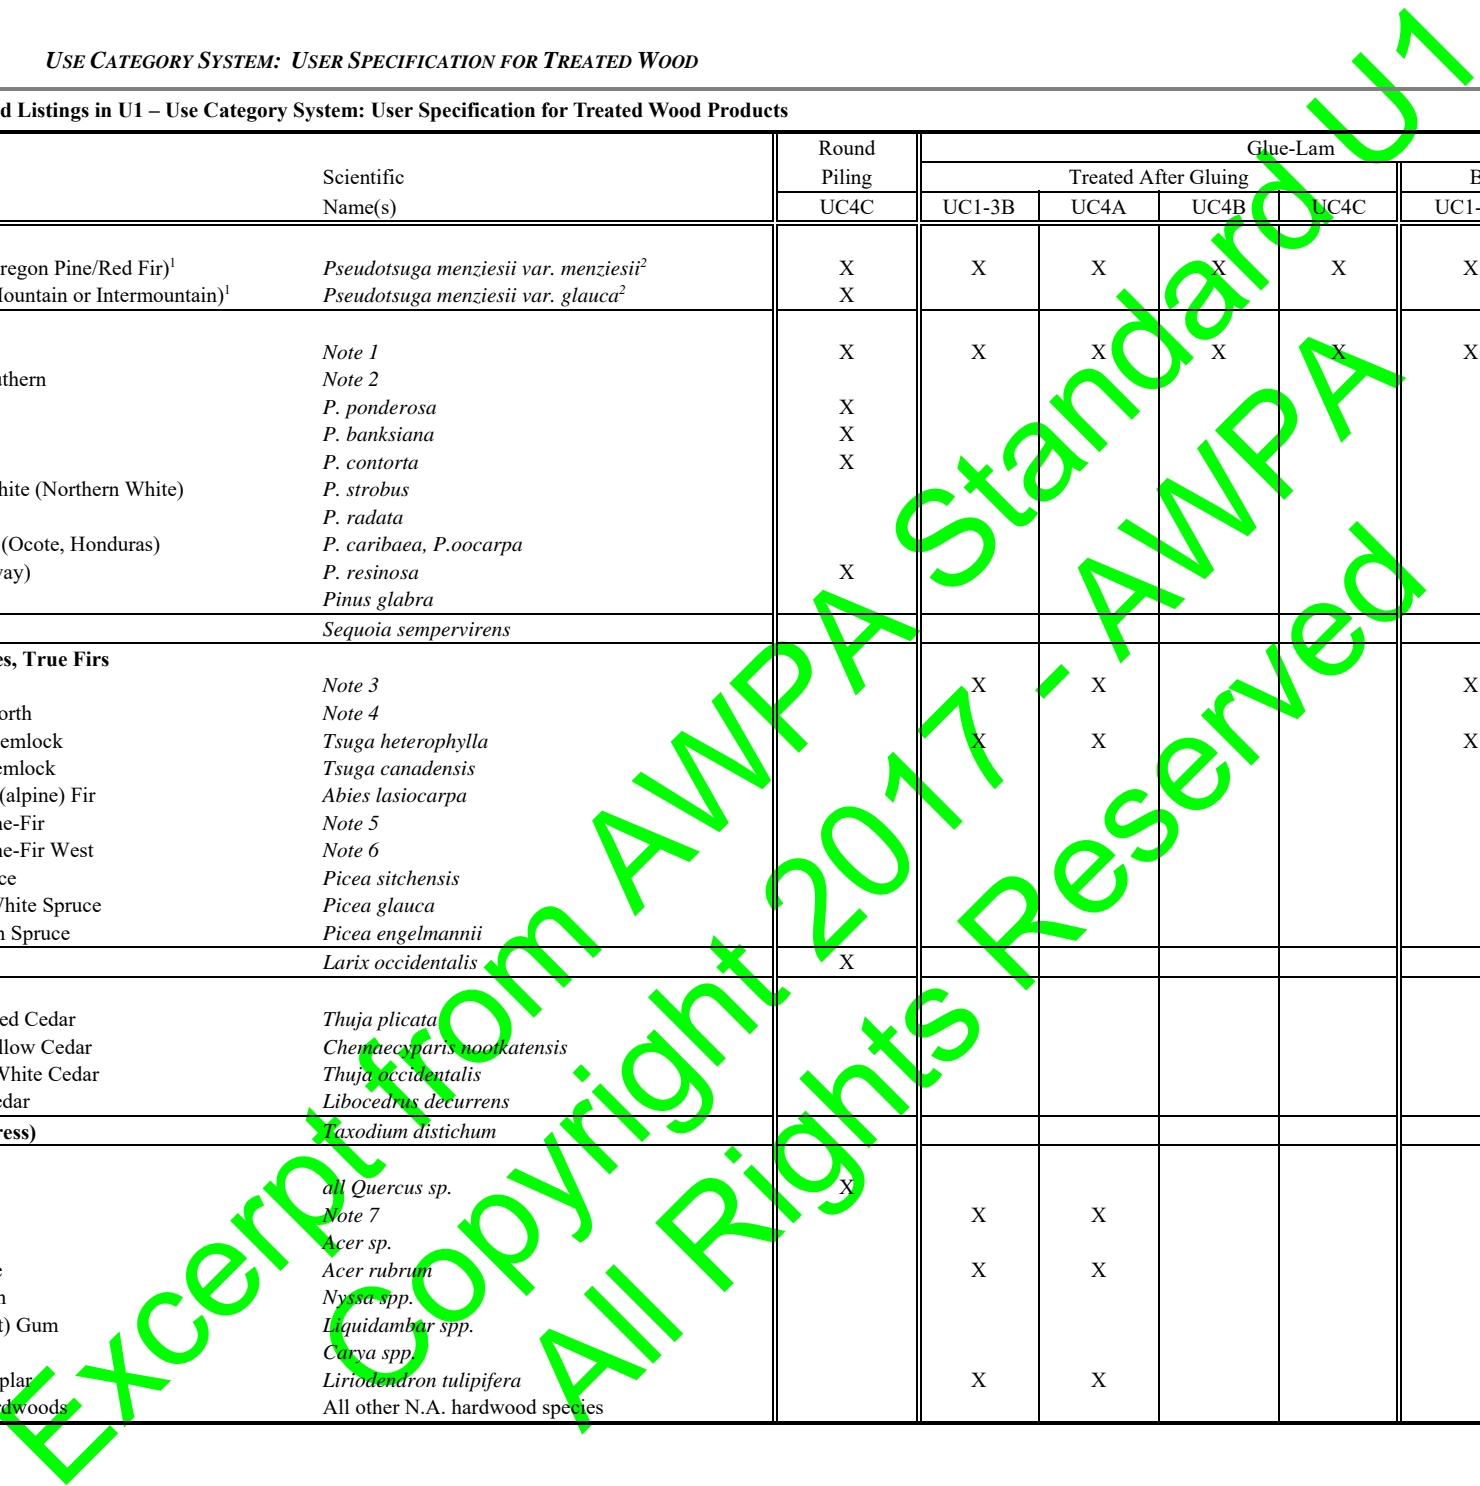 USE CATEGORY SYSTEM: USER SPECIFICATION FOR TREATED WOOD
d Listings in U1 – Use Category System: User Specification for Treated Wood Products
Round Glue-Lam
Scientific Piling Treated After Gluing B
Name(s) UC4C UC1-3B UC4A UC4B UC4C UC1-
regon Pine/Red Fir)1 Pseudotsuga menziesii var. menziesii2 X X X X X X
Mountain or Intermountain)1 Pseudotsuga menziesii var. glauca2 X
Note 1 X X X X X X
uthern Note 2
P. ponderosa X
P. banksiana X
P. contorta X
hite (Northern White) P. strobus
P. radata
(Ocote, Honduras) P. caribaea, P.oocarpa
way) P. resinosa X
Pinus glabra
Sequoia sempervirens
es, True Firs
Note 3 X X X
orth Note 4
emlock Tsuga heterophylla X X X
emlock Tsuga canadensis
(alpine) Fir Abies lasiocarpa
ne-Fir Note 5
ne-Fir West Note 6
ce Picea sitchensis
White Spruce Picea glauca
n Spruce Picea engelmannii
Larix occidentalis X
ed Cedar Thuja plicata
llow Cedar Chemaecyparis nootkatensis
White Cedar Thuja occidentalis
edar Libocedrus decurrens
ress) Taxodium distichum
all Quercus sp. X
Note 7 X X
Acer sp.
e Acer rubrum X X
n Nyssa spp.
t) Gum Liquidambar spp.
Carya spp.
plar Liriodendron tulipifera X X
rdwoods All other N.A. hardwood species
Excerpt from AWPA Standard U1
Copyright 2017 - AWPA
All Rights Reserved